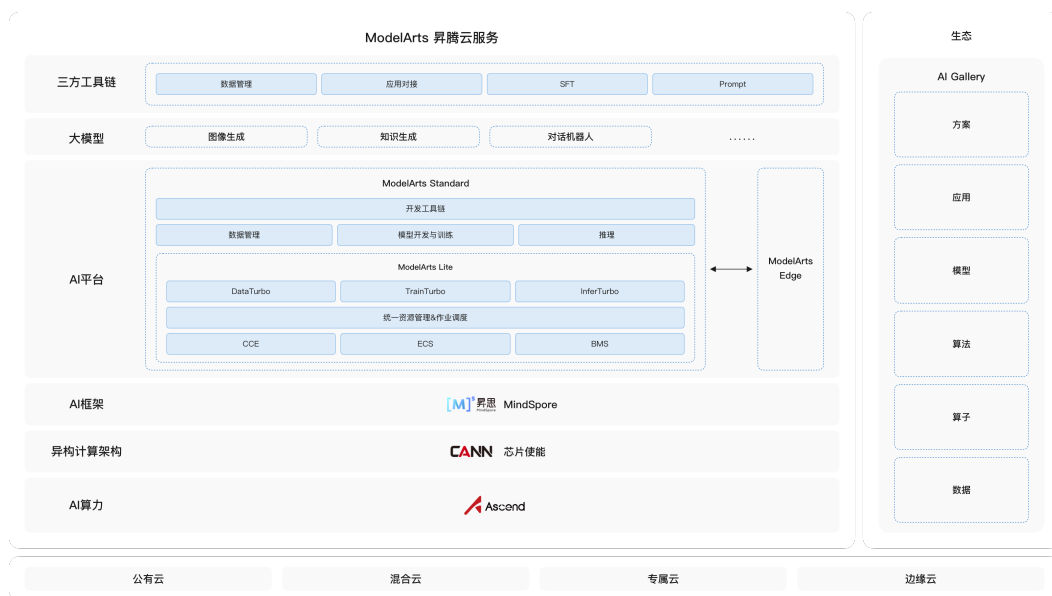 ModelArts 昇腾云服务
三方工具链
数据管理
应用对接
SFT
Prompt
大模型
图像生成
知识生成
对话机器人
......
AI平台
ModelArts Standard
开发工具链
数据管理
模型开发与训练
推理
ModelArts Lite
DataTurbo
TrainTurbo
InferTurbo
统一资源管理&作业调度
CCE
ECS
BMS
ModelArts
Edge
AI框架
[M]s 昇思 MindSpore
MindSpore
异构计算架构
CANN 芯片使能
AI算力
Ascend
生态
AI Gallery
方案
应用
模型
算法
算子
数据
公有云
混合云
专属云
边缘云